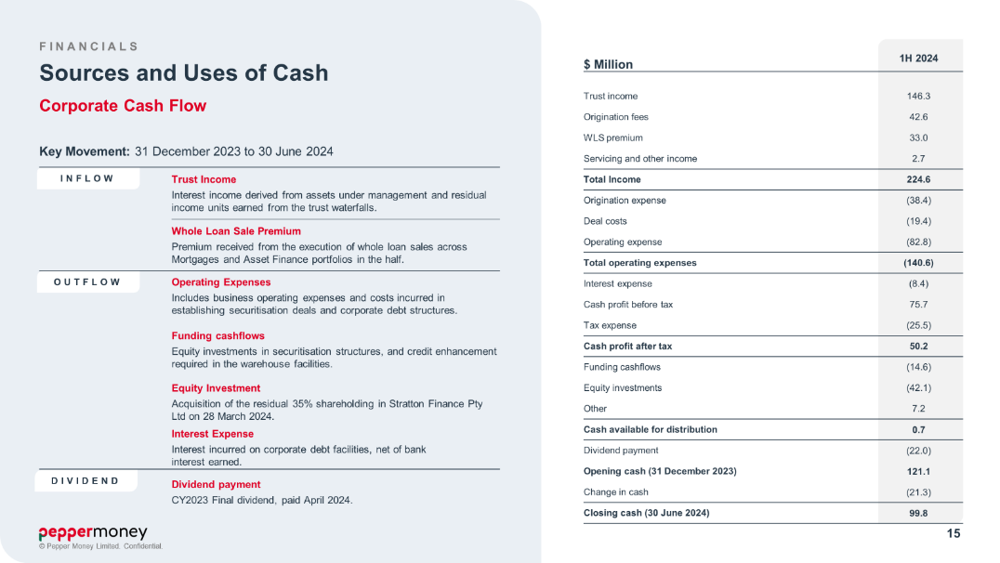 FINANCIALS
Sources and Uses of Cash
Corporate Cash Flow
Key Movement: 31 December 2023 to 30 June 2024
INFLOW
Trust Income
Interest income derived from assets under management and residual
income units earned from the trust waterfalls.
Whole Loan Sale Premium
Premium received from the execution of whole loan sales across
Mortgages and Asset Finance portfolios in the half.
OUTFLOW
Operating Expenses
Includes business operating expenses and costs incurred in
establishing securitisation deals and corporate debt structures.
Funding cashflows
Equity investments in securitisation structures, and credit enhancement
required in the warehouse facilities.
Equity Investment
Acquisition of the residual 35% shareholding in Stratton Finance Pty
Ltd on 28 March 2024.
Interest Expense
Interest incurred on corporate debt facilities, net of bank
interest earned.
DIVIDEND
Dividend payment
CY2023 Final dividend, paid April 2024.
peppermoney
© Pepper Money Limited. Confidential.
$ Million 1H 2024
Trust income 146.3
Origination fees 42.6
WLS premium 33.0
Servicing and other income 2.7
Total Income 224.6
Origination expense (38.4)
Deal costs (19.4)
Operating expense (82.8)
Total operating expenses (140.6)
Interest expense (8.4)
Cash profit before tax 75.7
Tax expense (25.5)
Cash profit after tax 50.2
Funding cashflows (14.6)
Equity investments (42.1)
Other 7.2
Cash available for distribution 0.7
Dividend payment (22.0)
Opening cash (31 December 2023) 121.1
Change in cash (21.3)
Closing cash (30 June 2024) 99.8
15